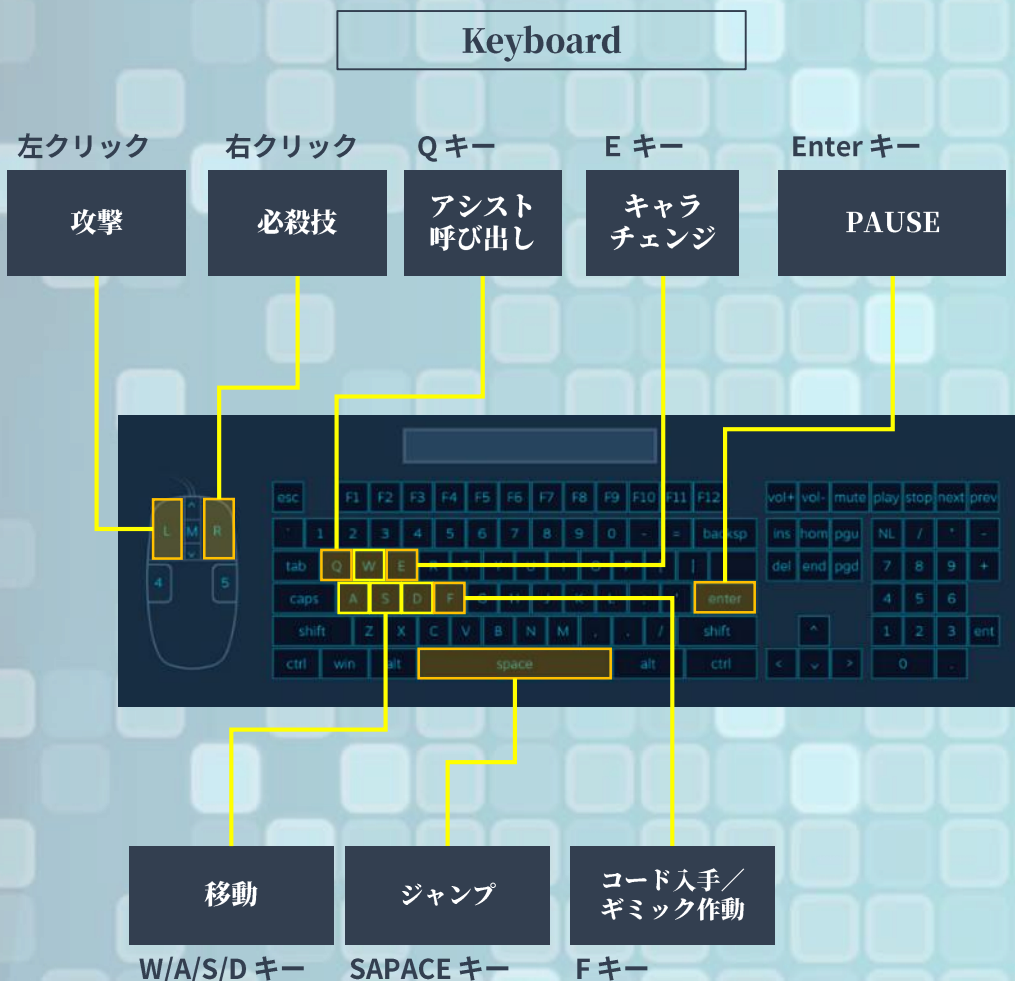 Keyboard
左クリック 右クリック Q キー E キー Enter キー
攻撃
必殺技
アシスト
呼び出し
キャラ
チェンジ
PAUSE
esc F1 F2 F3 F4 F5 F6 F7 F8 F9 F10 F11 F12 vol+ vol- mute play stop next prev
L M R
` 1 2 3 4 5 6 7 8 9 0 - = backsp ins hom pgu NL / * -
tab Q W E R T Y U I O P [ ] del end pgd 7 8 9 +
4 5
caps A S D F G H J K L ; ' enter 4 5 6
shift Z X C V B N M , . / shift ^ 1 2 3 ent
ctrl win alt space alt ctrl < ⌄ > 0 .
移動
ジャンプ
コード入手／
ギミック作動
W/A/S/D キー SAPACE キー F キー